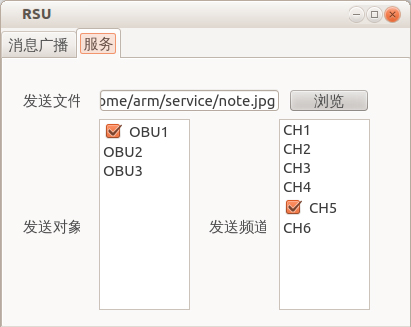 RSU
消息广播 服务
发送文件 ome/arm/service/note.jpg 浏览
OBU1
OBU2
OBU3
发送对象
发送频道
CH1
CH2
CH3
CH4
CH5
CH6